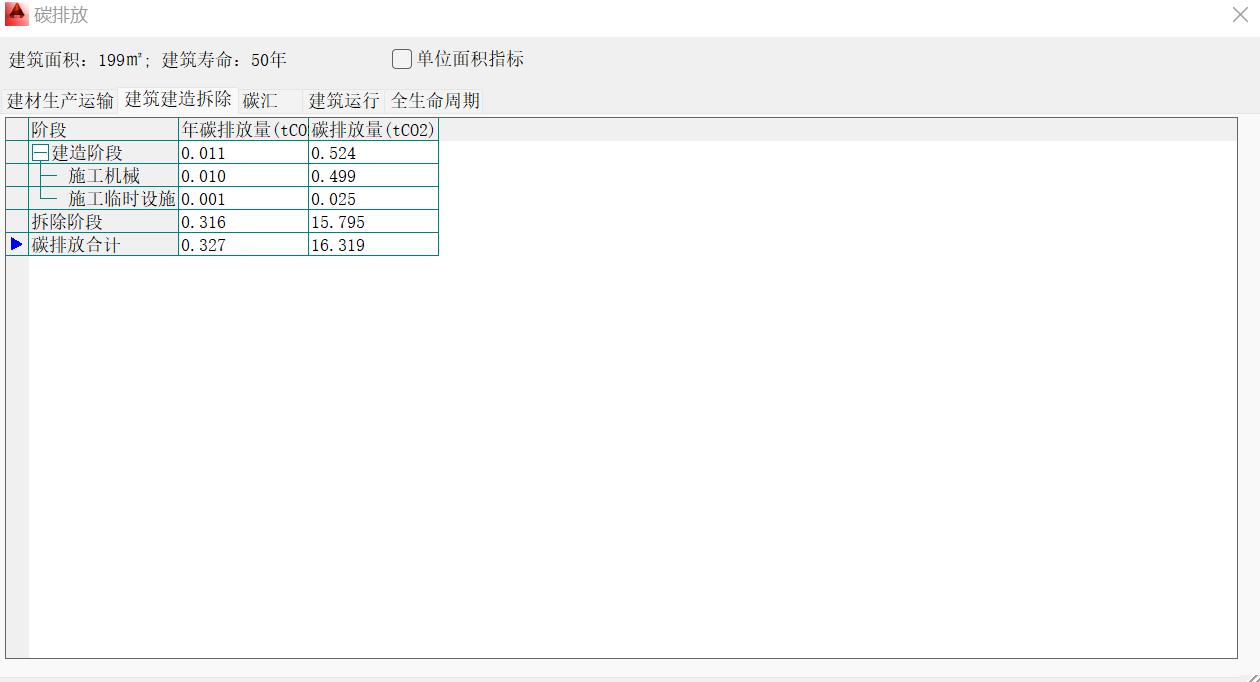 碳排放
建筑面积: 199㎡; 建筑寿命: 50年 单位面积指标
建材生产运输 建筑建造拆除 碳汇 建筑运行 全生命周期
阶段 年碳排放量(tCO 碳排放量(tCO2)
建造阶段 0.011 0.524
施工机械 0.010 0.499
施工临时设施 0.001 0.025
拆除阶段 0.316 15.795
碳排放合计 0.327 16.319